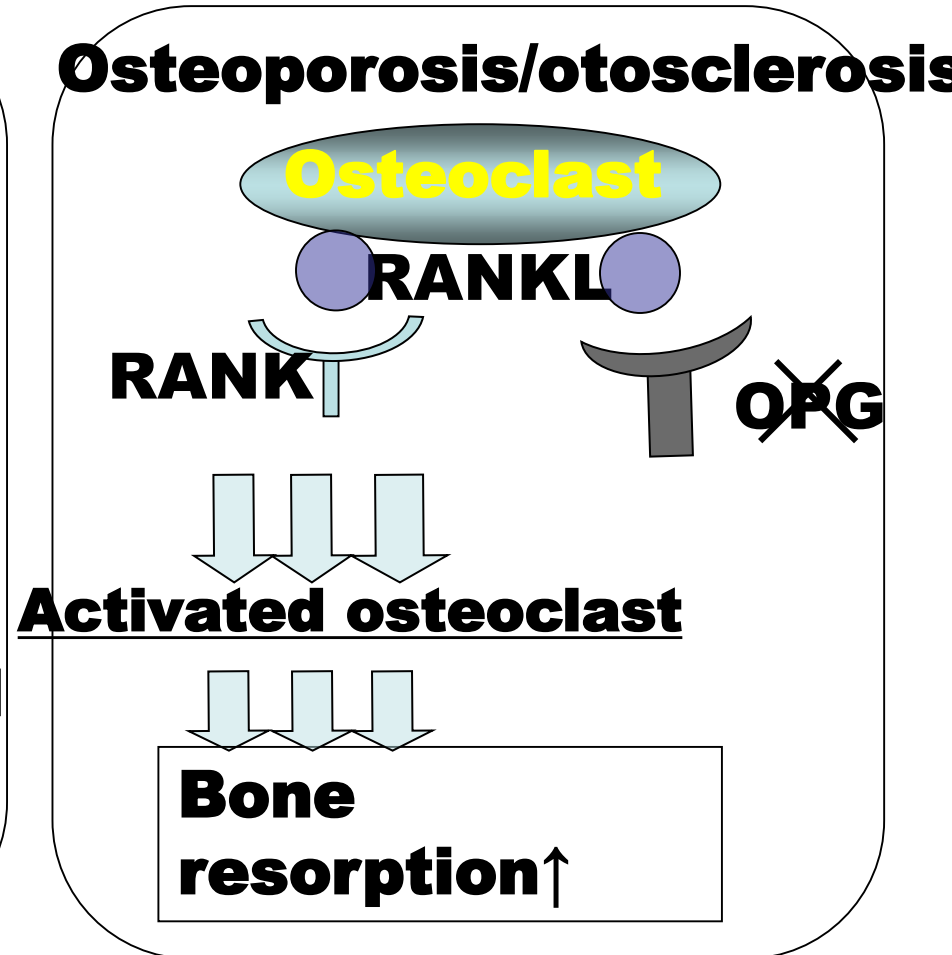 Osteoporosis/otosclerosis
Osteoclast
RANKL
RANK
OPG
Activated osteoclast
Bone
resorption↑